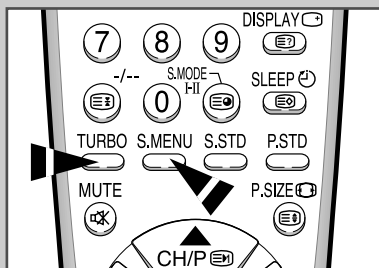 DISPLAY
7 8 9
-/-- S.MODE I-II SLEEP
0
TURBO S.MENU S.STD P.STD
MUTE P.SIZE
CH/P